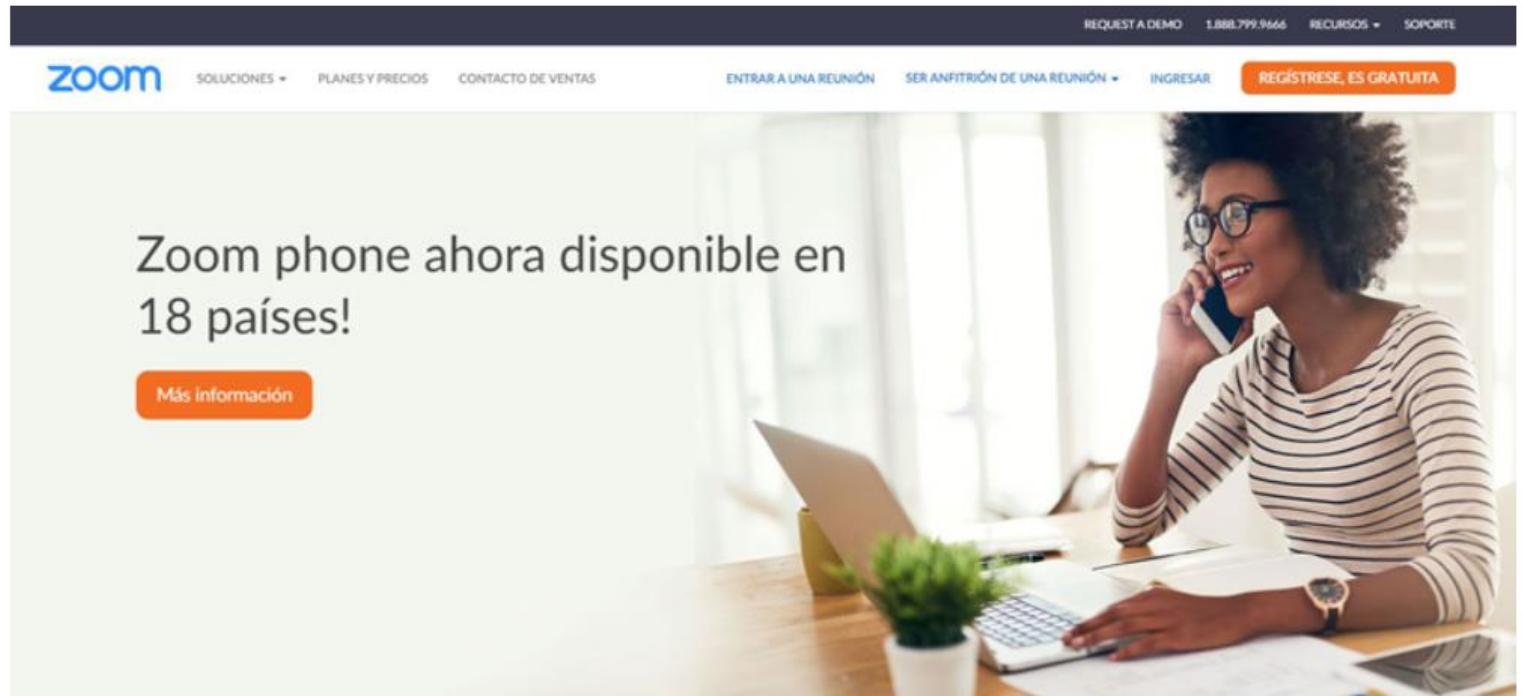 REQUEST A DEMO 1.888.799.9666 RECURSOS SOPORTE
zoom SOLUCIONES PLANES Y PRECIOS CONTACTO DE VENTAS ENTRAR A UNA REUNIÓN SER ANFITRIÓN DE UNA REUNIÓN INGRESAR REGÍSTRESE, ES GRATUITA
Zoom phone ahora disponible en
18 países!
Más información